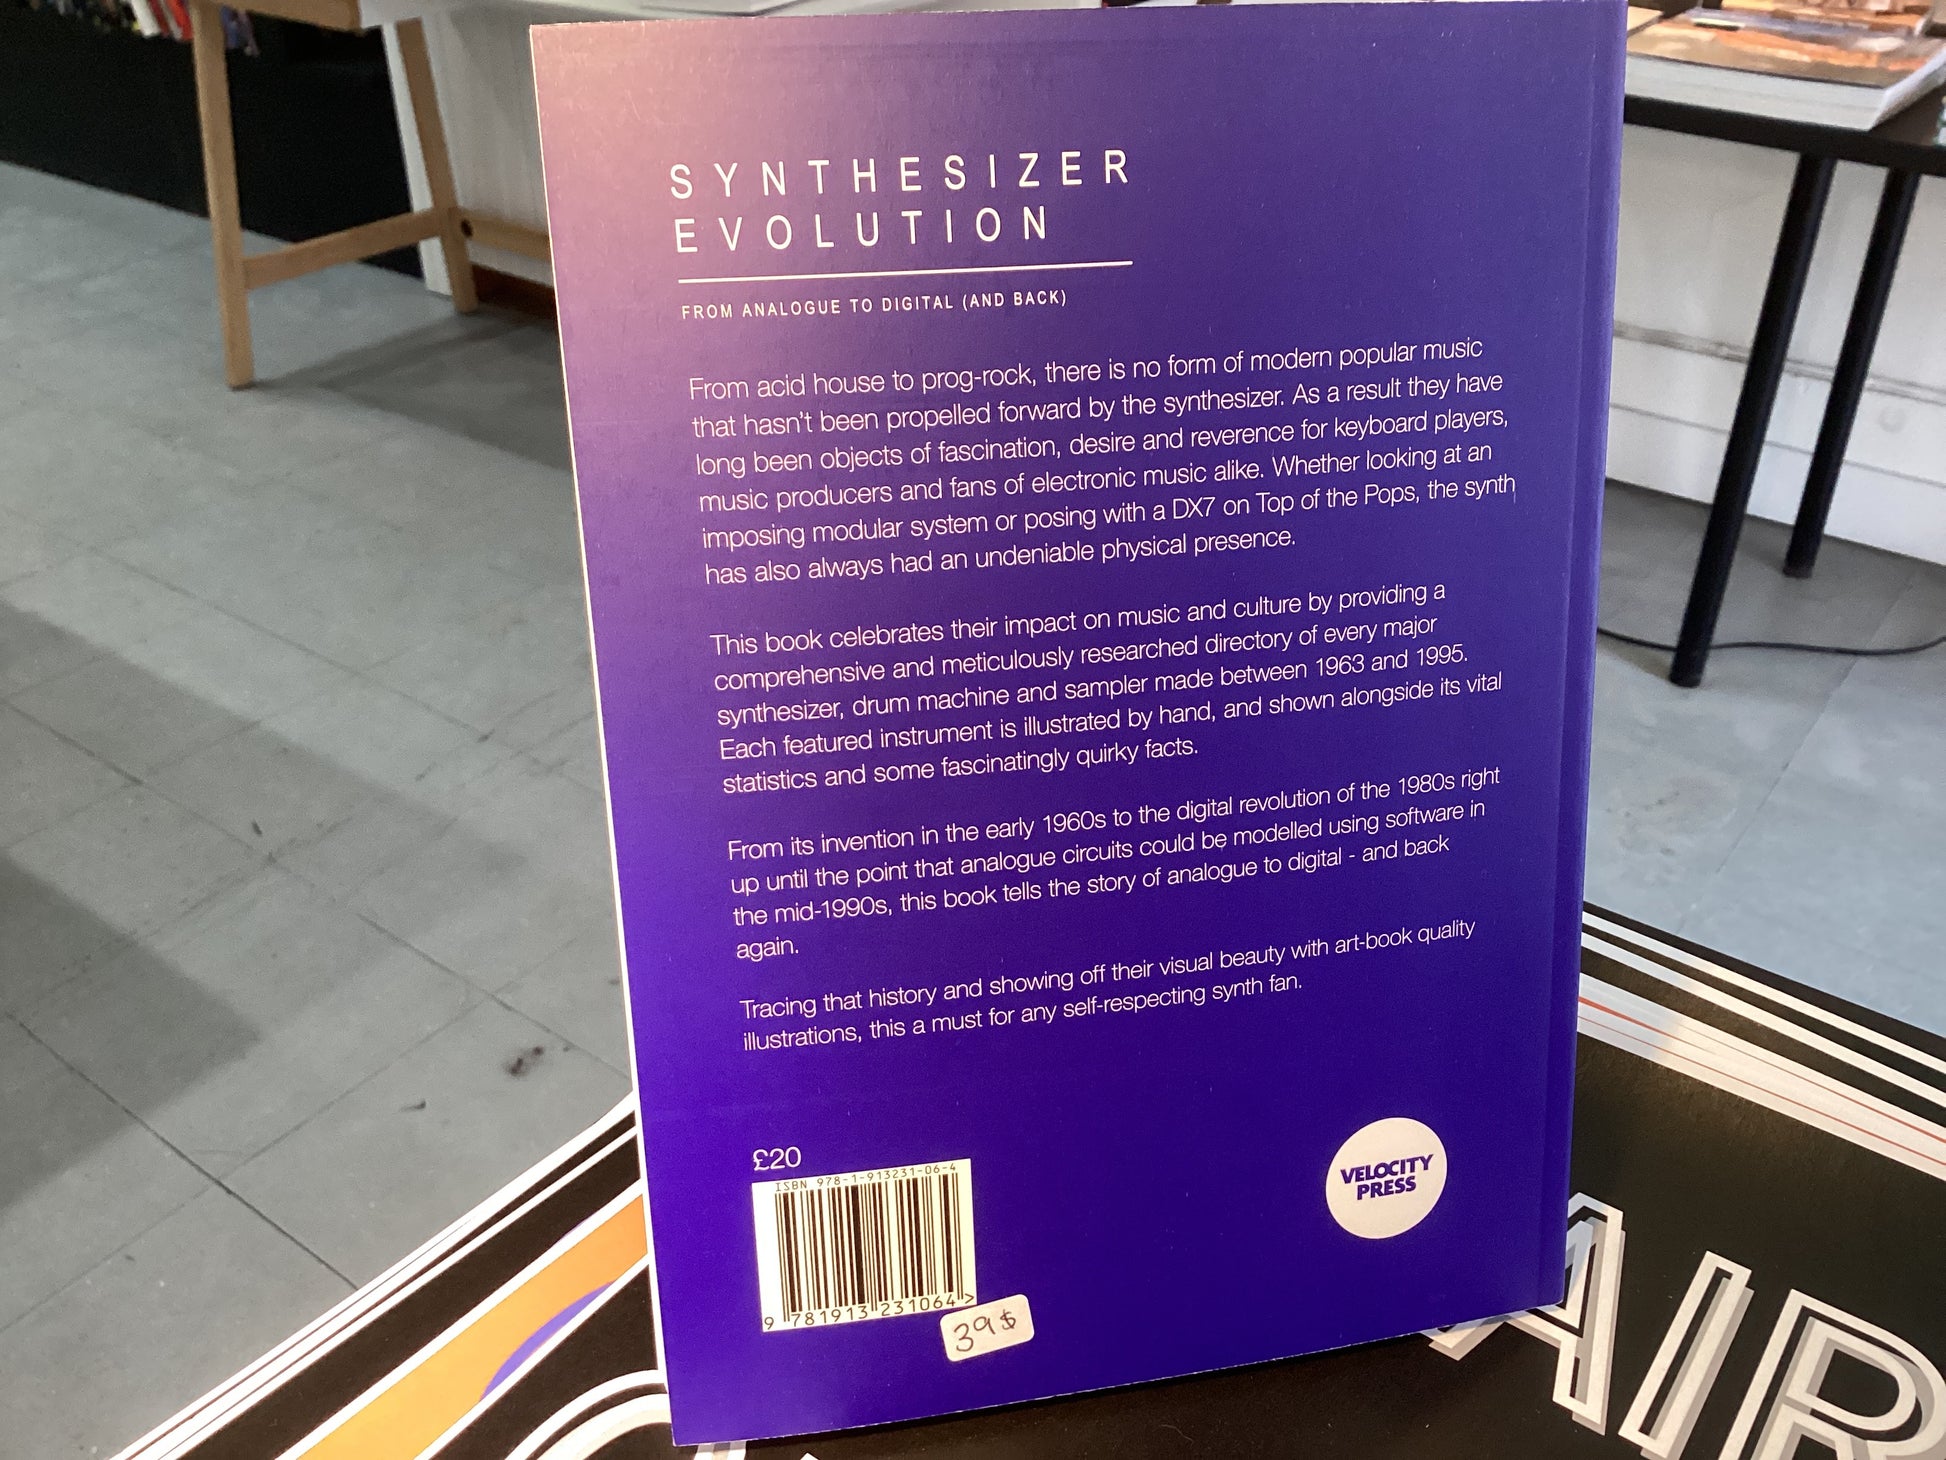 SYNTHESIZER
EVOLUTION
FROM ANALOGUE TO DIGITAL (AND BACK)
From acid house to prog-rock, there is no form of modern popular music
that hasn't been propelled forward by the synthesizer. As a result they have
long been objects of fascination, desire and reverence for keyboard players,
music producers and fans of electronic music alike. Whether looking at an
imposing modular system or posing with a DX7 on Top of the Pops, the synth
has also always had an undeniable physical presence.
This book celebrates their impact on music and culture by providing a
comprehensive and meticulously researched directory of every major
synthesizer, drum machine and sampler made between 1963 and 1995.
Each featured instrument is illustrated by hand, and shown alongside its vital
statistics and some fascinatingly quirky facts.
From its invention in the early 1960s to the digital revolution of the 1980s right
up until the point that analogue circuits could be modelled using software in
the mid-1990s, this book tells the story of analogue to digital - and back
again.
Tracing that history and showing off their visual beauty with art-book quality
illustrations, this a must for any self-respecting synth fan.
£20
ISBN 978-1-913231-06-4
9 781913 231064 >
39$
VELOCITY
PRESS
AIR